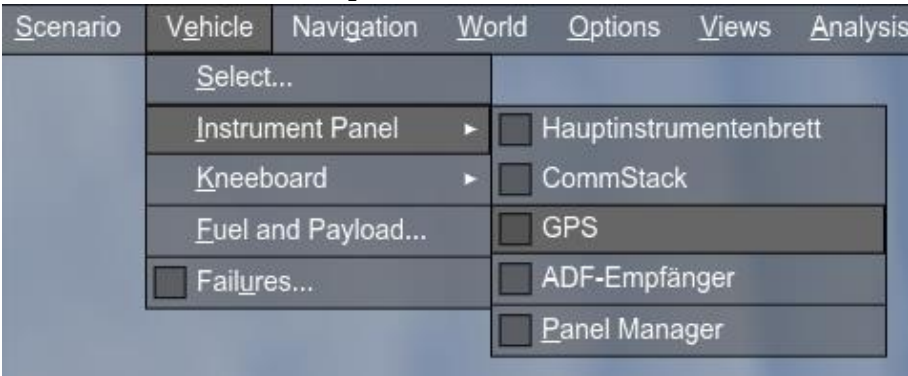 Scenario Vehicle Navigation World Options Views Analysis
Select...
Instrument Panel ► Hauptinstrumentenbrett
Kneeboard ► CommStack
Fuel and Payload... GPS
Failures... ADF-Empfänger
Panel Manager